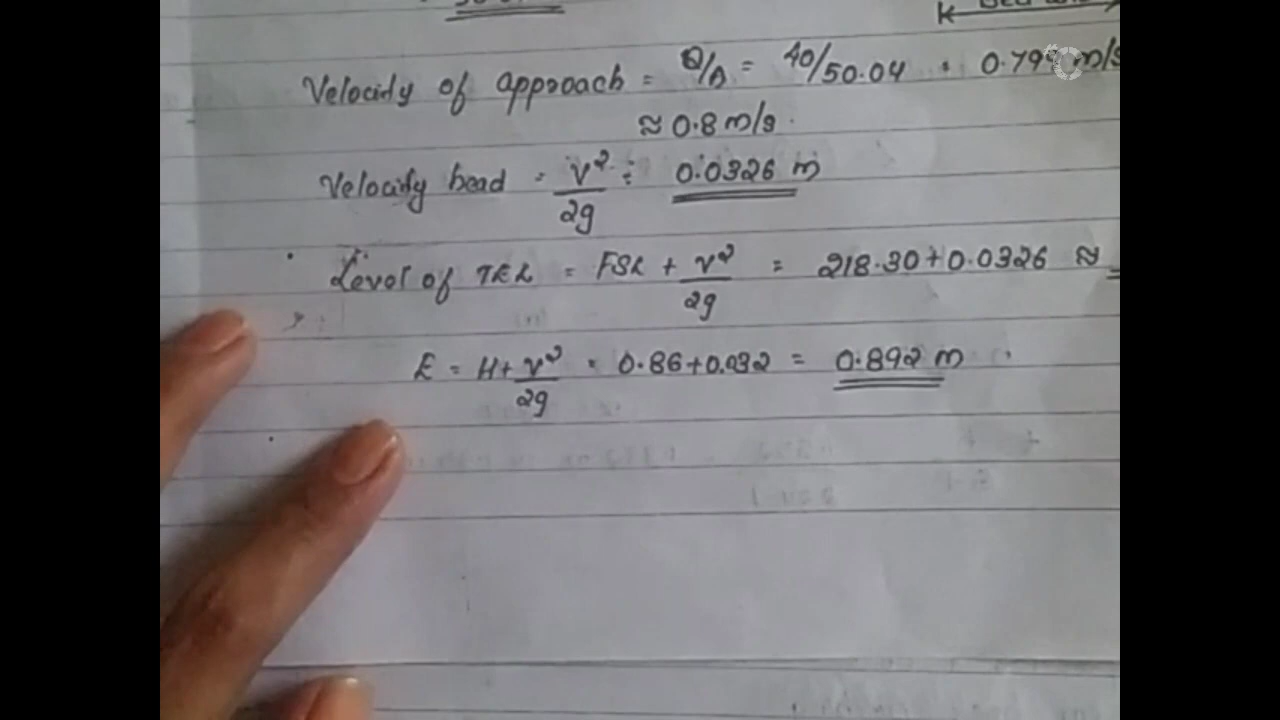 Velocity of approach = Q/A = 40/50.04 = 0.799 m/s
≈ 0.8 m/s.
Velocity head = V²/2g = 0.0326 m
Level of TEL = FSL + V²/2g = 218.30+0.0326 ≈
E = H+ V²/2g = 0.86+0.032 = 0.892 m